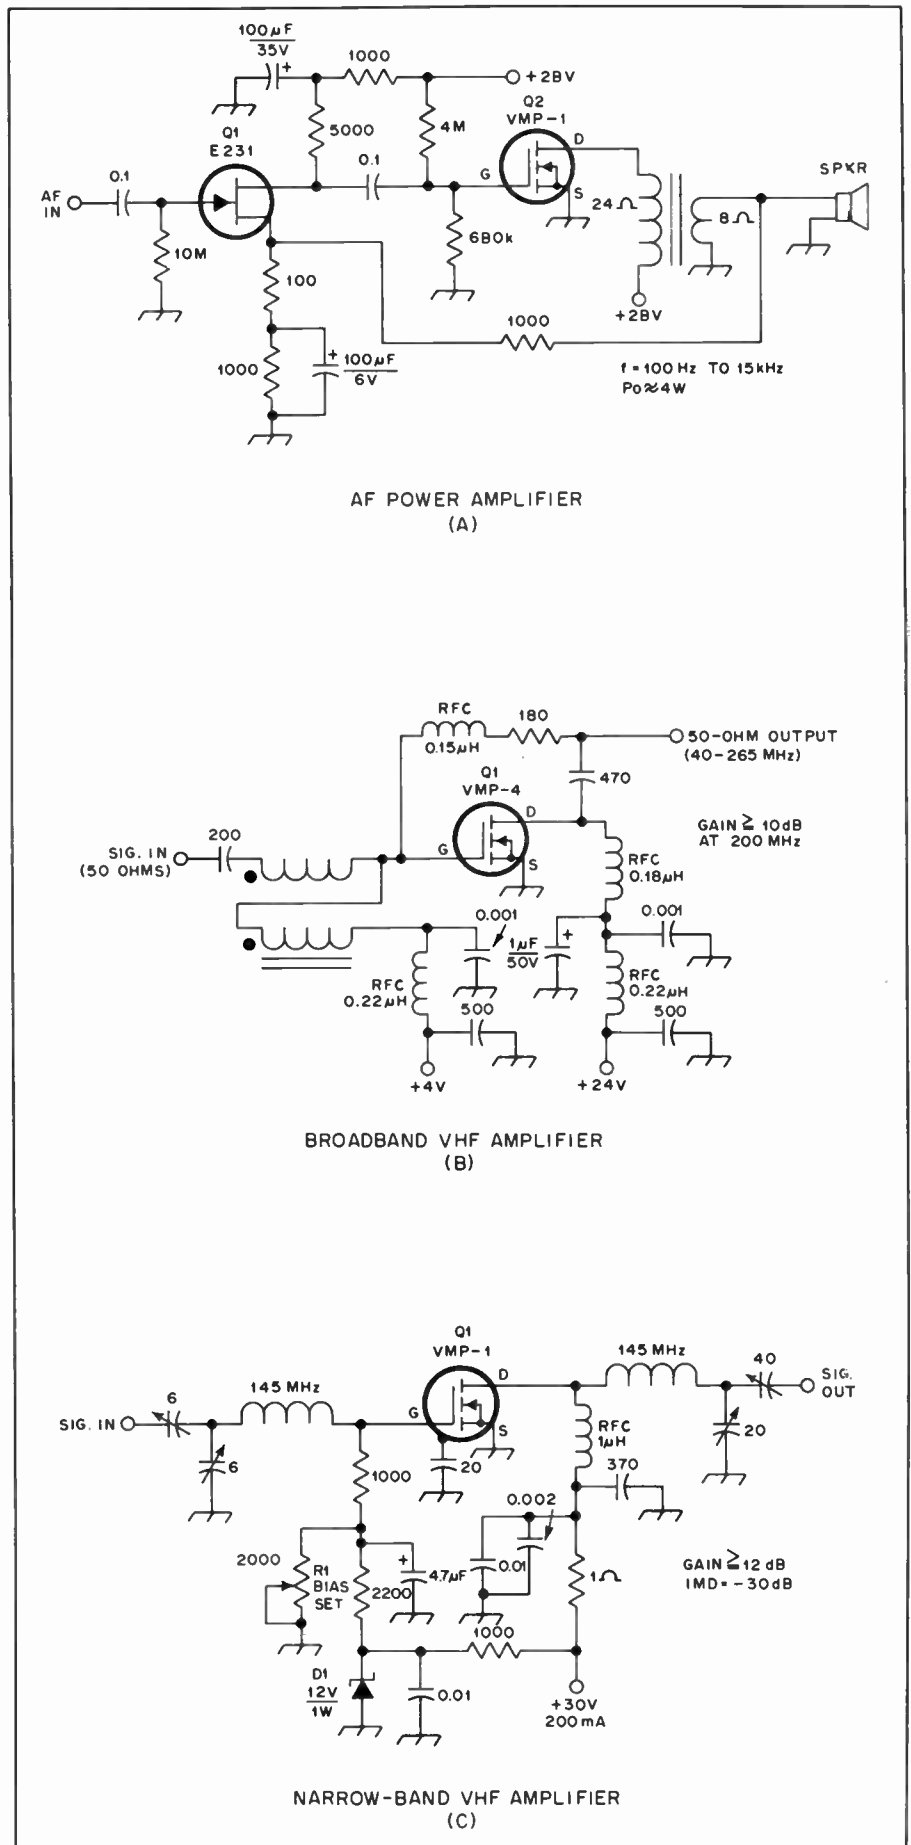 100µF
35V
+
1000
+28V
Q1
E231
5000
4M
Q2
VMP-1
D
G
S
0.1
AF
IN
0.1
10M
680k
24Ω
8Ω
SPKR
100
+28V
1000
1000
+
100µF
6V
f = 100 Hz TO 15kHz
Po≈4W
AF POWER AMPLIFIER
(A)
RFC
0.15µH
180
50-OHM OUTPUT
(40-265 MHz)
Q1
VMP-4
470
D
G
S
GAIN ≧ 10dB
AT 200 MHz
200
SIG. IN
(50 OHMS)
RFC
0.18µH
0.001
+
1µF
50V
0.001
RFC
0.22µH
RFC
0.22µH
500
500
+4V
+24V
BROADBAND VHF AMPLIFIER
(B)
Q1
VMP-1
145 MHz
40
SIG.
OUT
145 MHz
D
G
S
6
SIG. IN
6
20
RFC
1µH
20
370
1000
0.002
2000
R1
BIAS
SET
+
4.7µF
2200
0.01
1Ω
GAIN ≧ 12 dB
IMD = -30dB
1000
D1
12V
1W
0.01
+30V
200mA
NARROW-BAND VHF AMPLIFIER
(C)